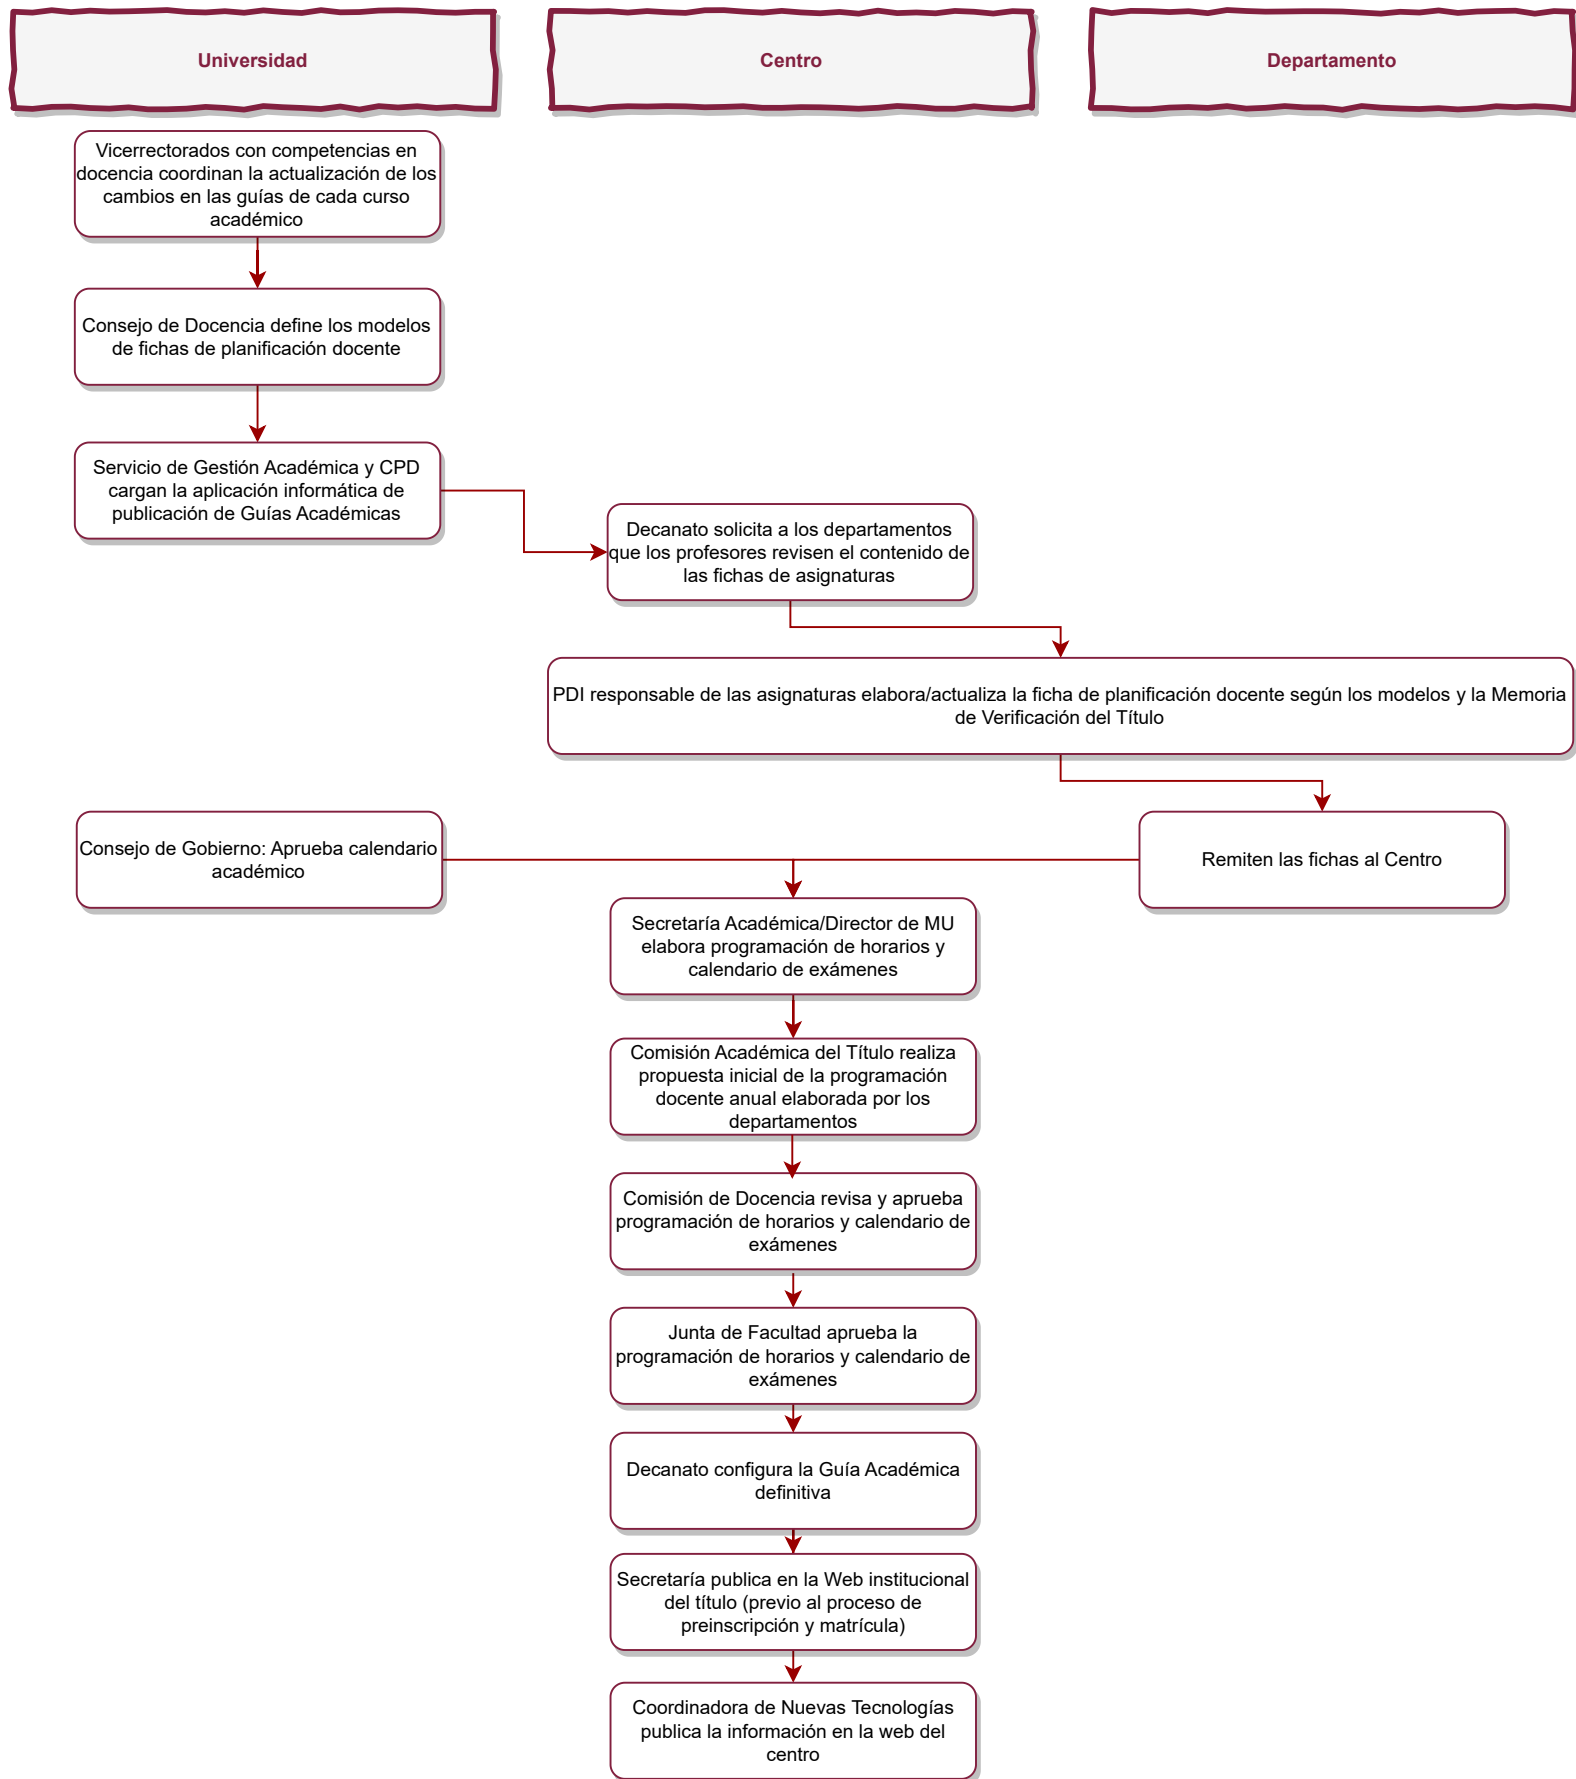 Universidad
Centro
Departamento
Vicerrectorados con competencias en
docencia coordinan la actualización de los
cambios en las guías de cada curso
académico
Consejo de Docencia define los modelos
de fichas de planificación docente
Servicio de Gestión Académica y CPD
cargan la aplicación informática de
publicación de Guías Académicas
Decanato solicita a los departamentos
que los profesores revisen el contenido de
las fichas de asignaturas
PDI responsable de las asignaturas elabora/actualiza la ficha de planificación docente según los modelos y la Memoria
de Verificación del Título
Consejo de Gobierno: Aprueba calendario
académico
Remiten las fichas al Centro
Secretaría Académica/Director de MU
elabora programación de horarios y
calendario de exámenes
Comisión Académica del Título realiza
propuesta inicial de la programación
docente anual elaborada por los
departamentos
Comisión de Docencia revisa y aprueba
programación de horarios y calendario de
exámenes
Junta de Facultad aprueba la
programación de horarios y calendario de
exámenes
Decanato configura la Guía Académica
definitiva
Secretaría publica en la Web institucional
del título (previo al proceso de
preinscripción y matrícula)
Coordinadora de Nuevas Tecnologías
publica la información en la web del
centro